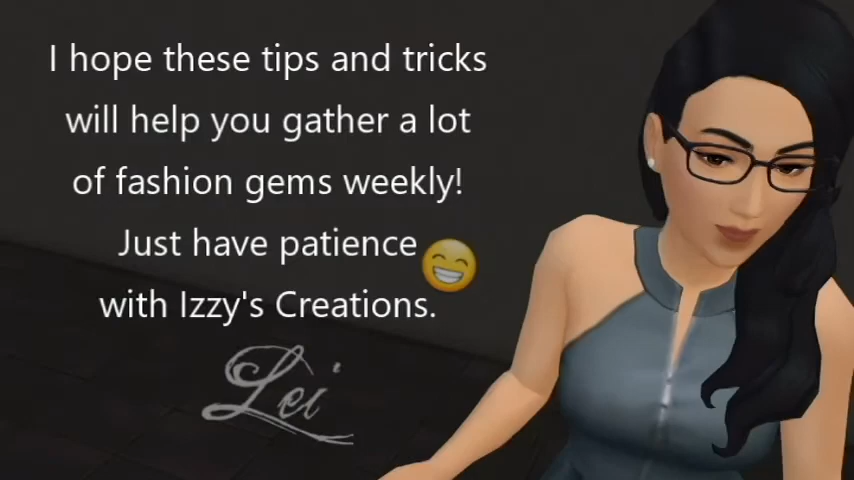 I hope these tips and tricks
will help you gather a lot
of fashion gems weekly!
Just have patience
with Izzy's Creations.
Lei